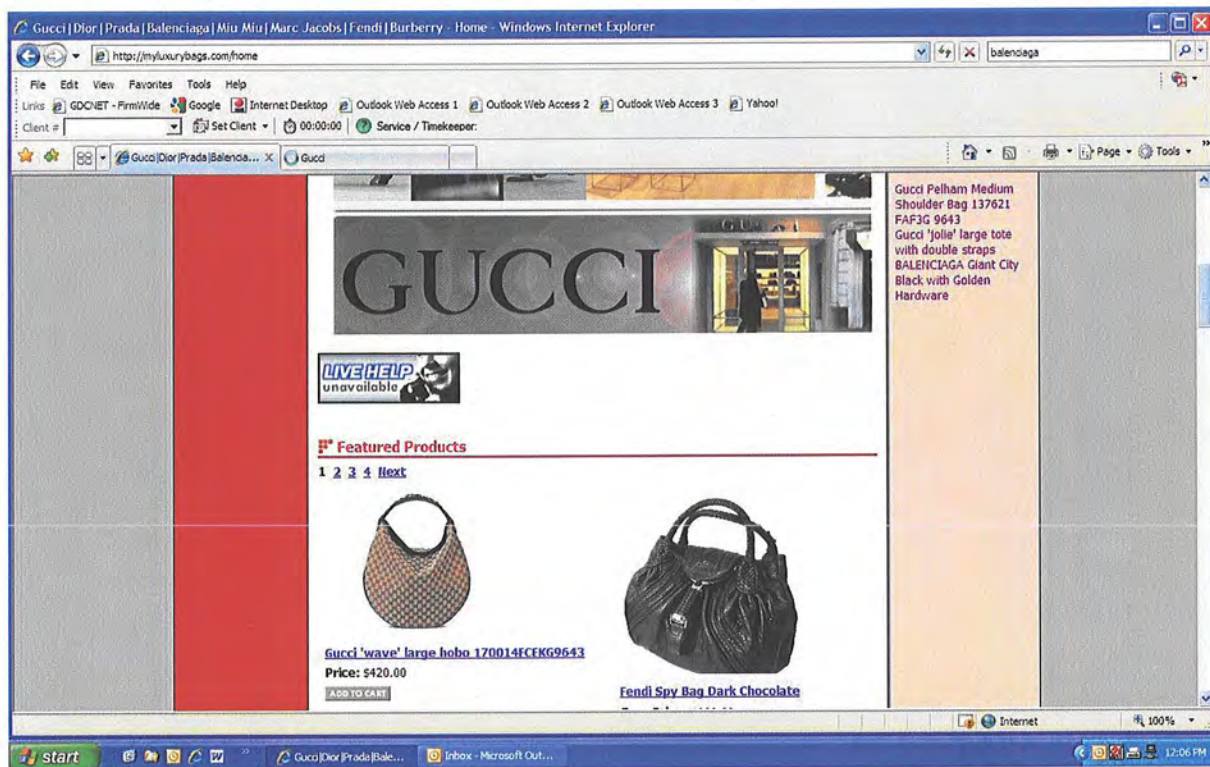 Gucci|Dior|Prada|Balenciaga|Miu Miu|Marc Jacobs|Fendi|Burberry - Home - Windows Internet Explorer
http://myluxurybags.com/home
balenciaga
File Edit View Favorites Tools Help
Links GDCNET - FirmWide Google Internet Desktop Outlook Web Access 1 Outlook Web Access 2 Outlook Web Access 3 Yahoo!
Client # Set Client 00:00:00 Service / Timekeeper:
Gucci|Dior|Prada|Balencia... X Gucci Page Tools
Gucci Pelham Medium
Shoulder Bag 137621
FAF3G 9643
Gucci 'jolie' large tote
with double straps
BALENCIAGA Giant City
Black with Golden
Hardware
GUCCI
GUCCI
LIVE HELP
unavailable
Featured Products
1 2 3 4 Next
Gucci 'wave' large hobo 170014FCEKG9643
Price: $420.00
ADD TO CART
Fendi Spy Bag Dark Chocolate
Internet 100%
start Gucci|Dior|Prada|Bale... Inbox - Microsoft Out... 12:06 PM